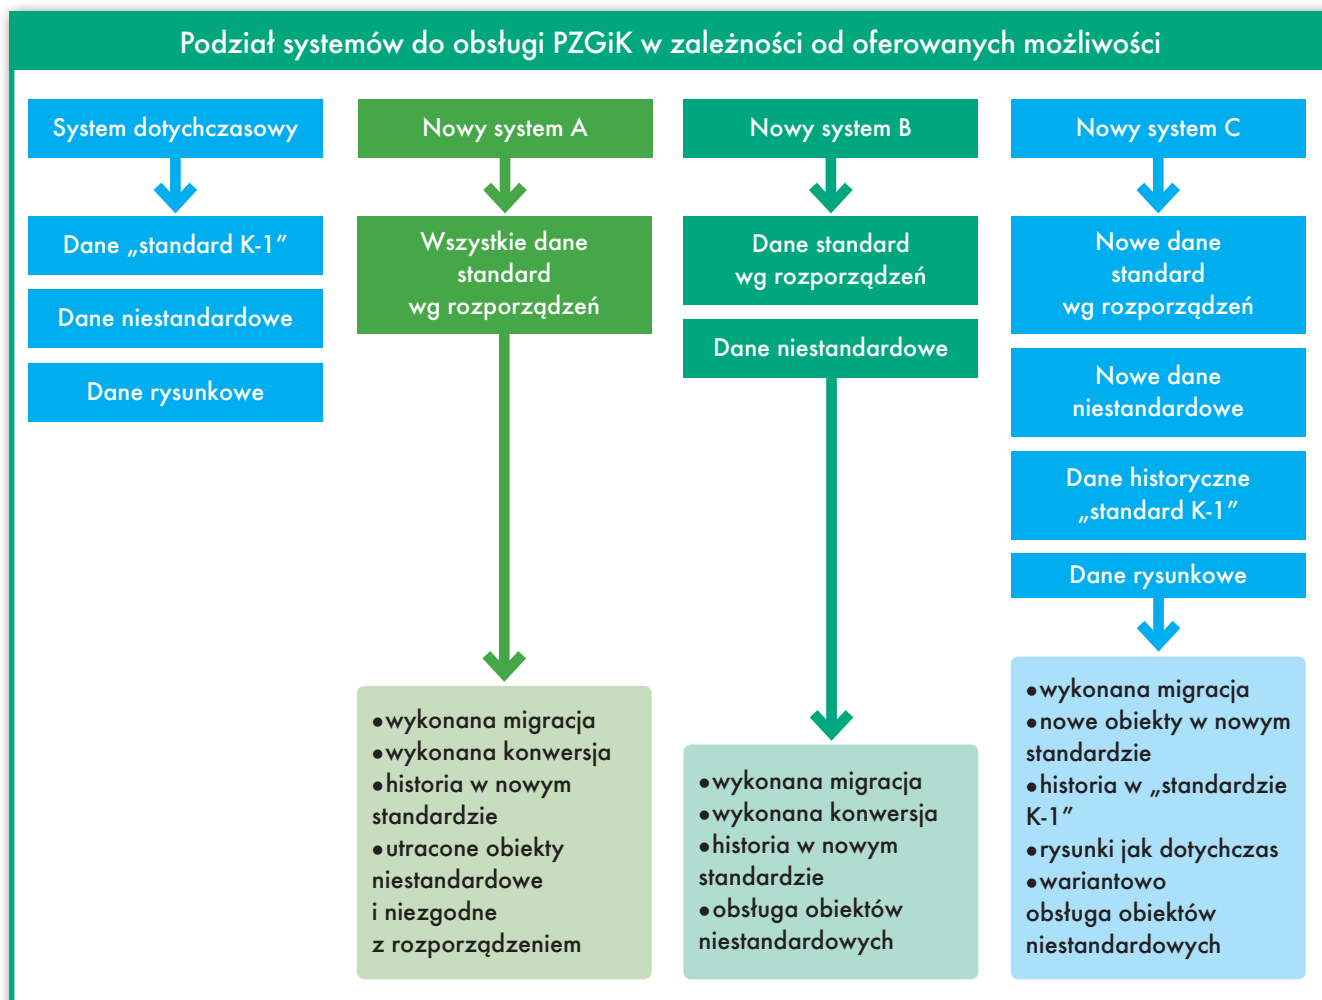 Podział systemów do obsługi PZGiK w zależności od oferowanych możliwości
System dotychczasowy
Dane „standard K-1”
Dane niestandardowe
Dane rysunkowe
Nowy system A
Wszystkie dane
standard
wg rozporządzeń
•wykonana migracja
•wykonana konwersja
•historia w nowym
standardzie
•utracone obiekty
niestandardowe
i niezgodne
z rozporządzeniem
Nowy system B
Dane standard
wg rozporządzeń
Dane niestandardowe
•wykonana migracja
•wykonana konwersja
•historia w nowym
standardzie
•obsługa obiektów
niestandardowych
Nowy system C
Nowe dane
standard
wg rozporządzeń
Nowe dane
niestandardowe
Dane historyczne
„standard K-1”
Dane rysunkowe
•wykonana migracja
•nowe obiekty w nowym
standardzie
•historia w „standardzie
K-1”
•rysunki jak dotychczas
•wariantowo
obsługa obiektów
niestandardowych